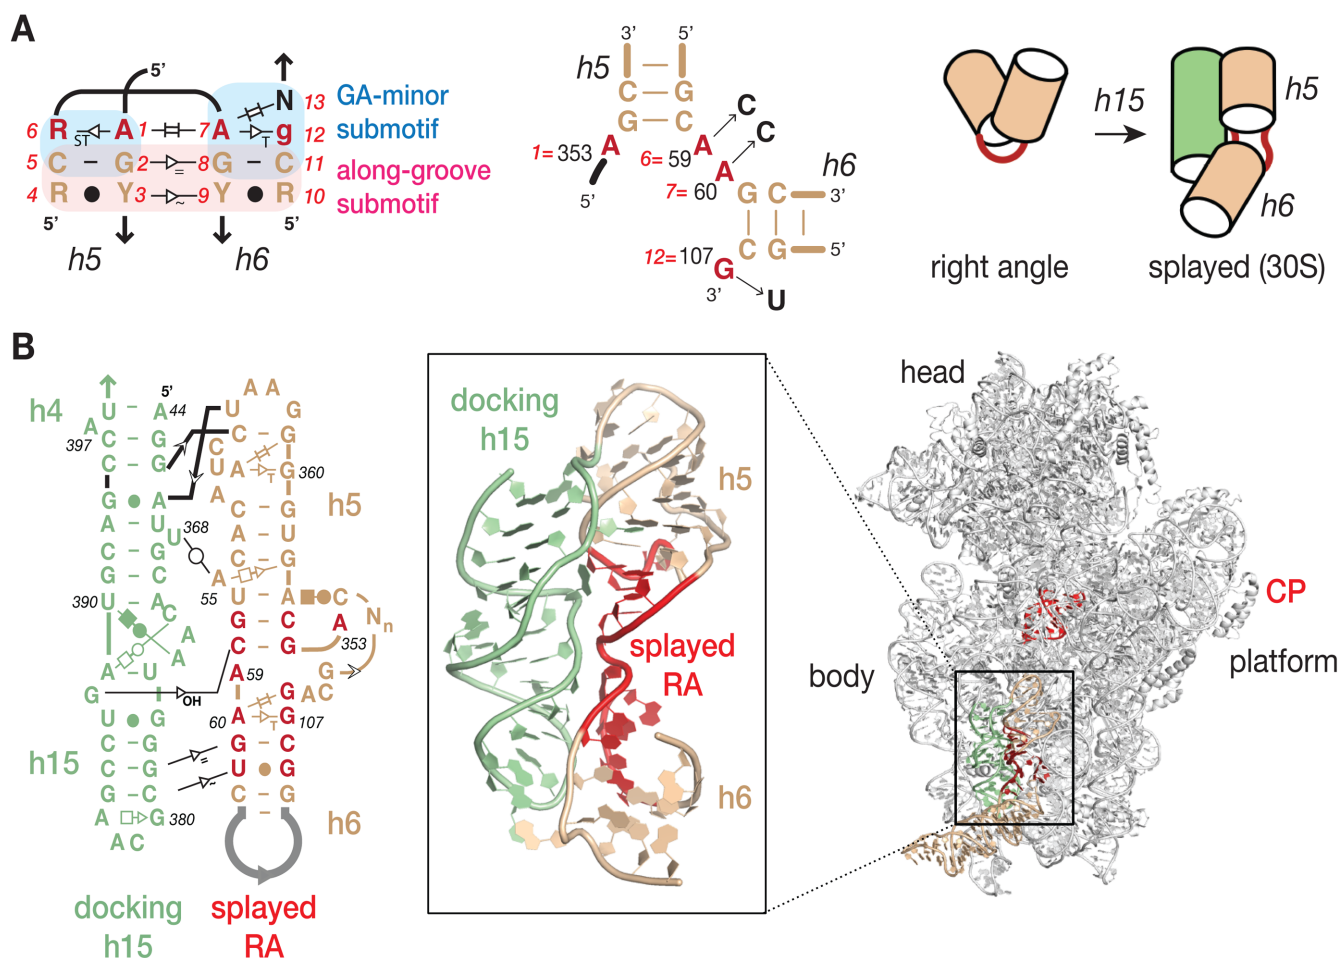 A
5’
N 13
GA-minor
submotif
6 R ST A 1 7 A T g 12
5 C – G 2 = 8 G – C 11
along-groove
submotif
4 R Y 3 ~ 9 Y R 10
5’ 5’
h5 h6
3’ 5’
h5
C G
G C
1= 353 A
5’
6= 59 A C
7= 60 A C
h6
G C 3’
C G 5’
12= 107 G
3’ U
right angle
h15
h5
h6
splayed (30S)
B
h4
5’
U – A 44
A
397
C – G
C – G
G A
A – U
U 368
C – G
G – C
390 U – A
C
A
A
A U
G
OH
U G
C – G
C – G
C – C
A G 380
A C
h15
A A
U G
C – G
C
U A T G 360
A G
C – G
A – U
C – G
A G
55
U – A C
N n
G – C A
353
C – G
A 59 G
G A C
60 A T G 107
G – C
U G
C – G
=
~
h5
h6
docking
h15
splayed
RA
docking
h15
h5
splayed
RA
h6
head
CP
platform
body